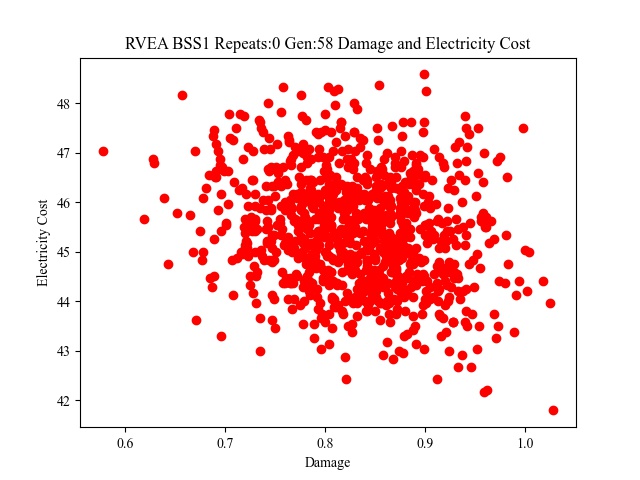 RVEA BSS1 Repeats:0 Gen:58 Damage and Electricity Cost
48
47
46
45
44
43
42
Electricity Cost
0.6 0.7 0.8 0.9 1.0
Damage